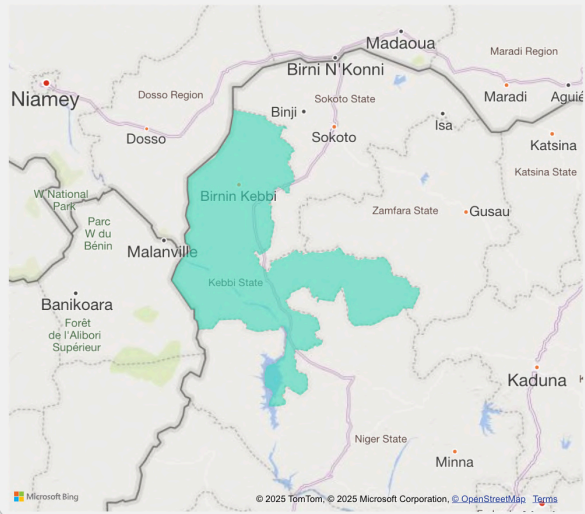 Madaoua
Maradi Region
Birni N'Konni
Niamey
Dosso Region
Sokoto State
Maradi
Aguié
Binji
Isa
Dosso
Sokoto
Katsina
Katsina State
W National
Park
Birnin Kebbi
Parc
W du
Bénin
Zamfara State
Gusau
Malanville
Kebbi State
Banikoara
Forêt
de l'Alibori
Supérieur
Kaduna
Niger State
Minna
Microsoft Bing
© 2025 TomTom, © 2025 Microsoft Corporation, © OpenStreetMap Terms